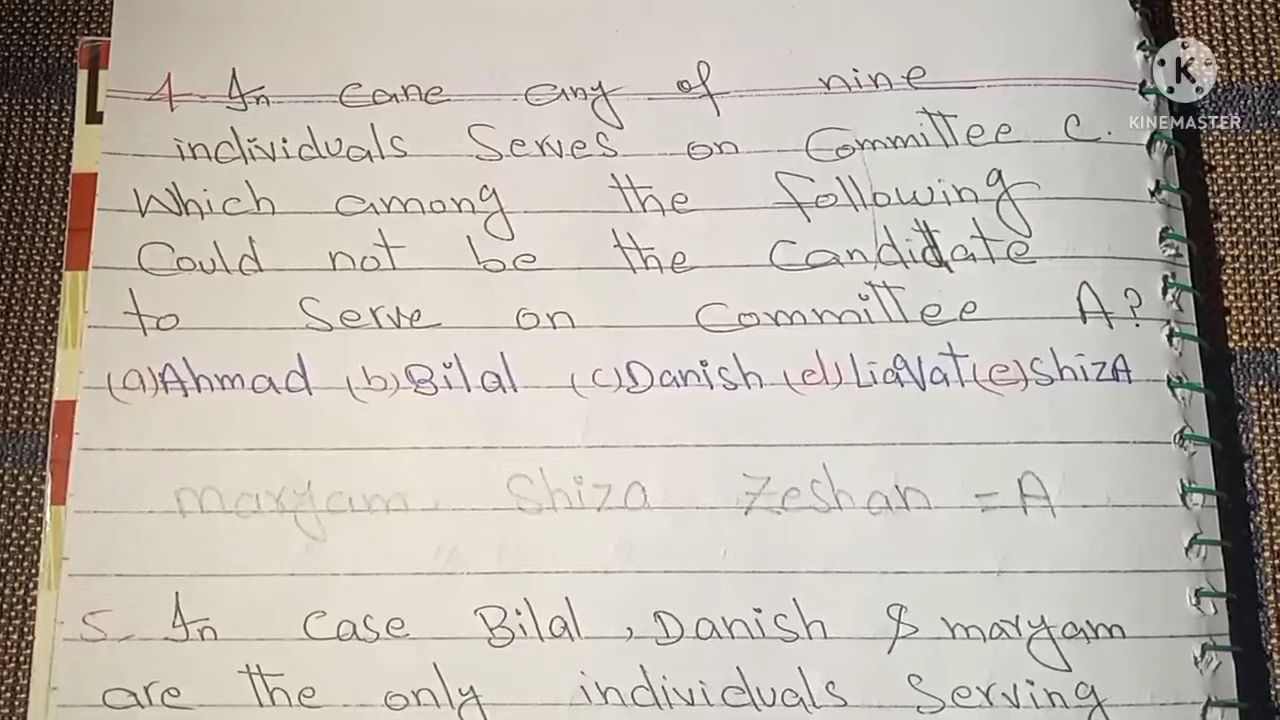 4 In cane any of nine
individuals Serves on Committee C.
Which among the following
Could not be the Candidtate
to Serve on Committee A?
(a)Ahmad (b)Bilal (c)Danish (d)Liaqat (e)ShizA
maryam. Shiza Zeshan = A
5. In Case Bilal, Danish & maryam
are the only individuals Serving
K
KINEMASTER